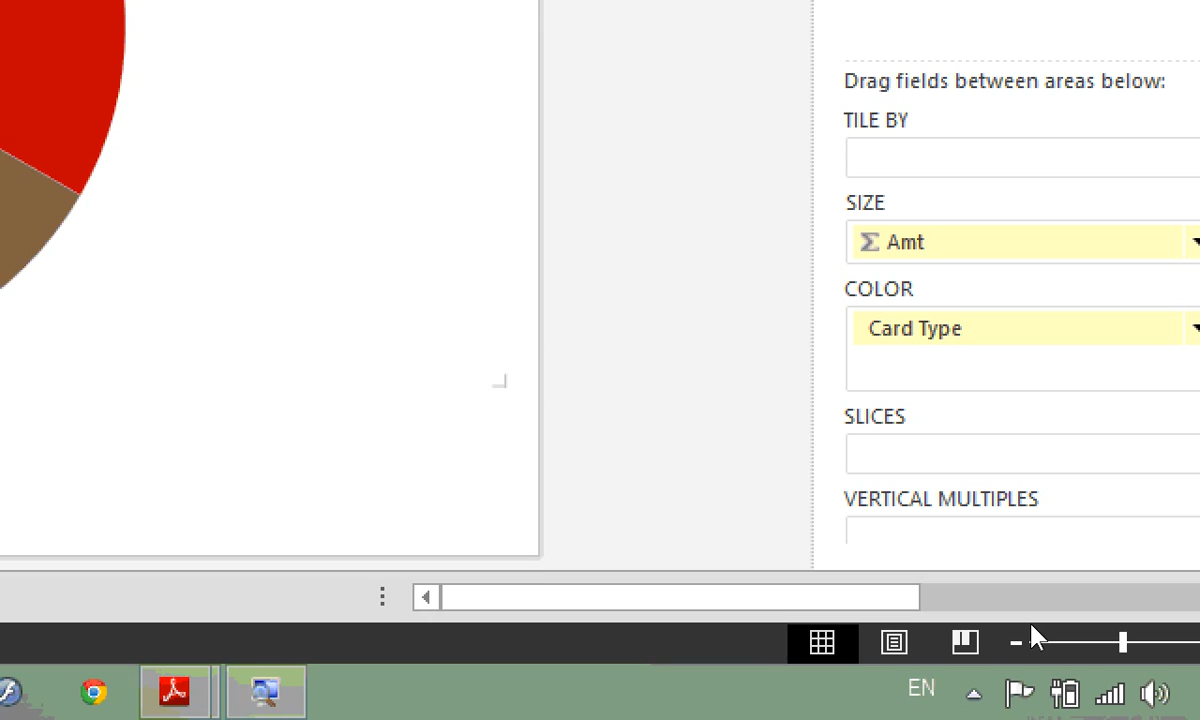 Drag fields between areas below:
TILE BY
SIZE
Σ Amt
COLOR
Card Type
SLICES
VERTICAL MULTIPLES
EN